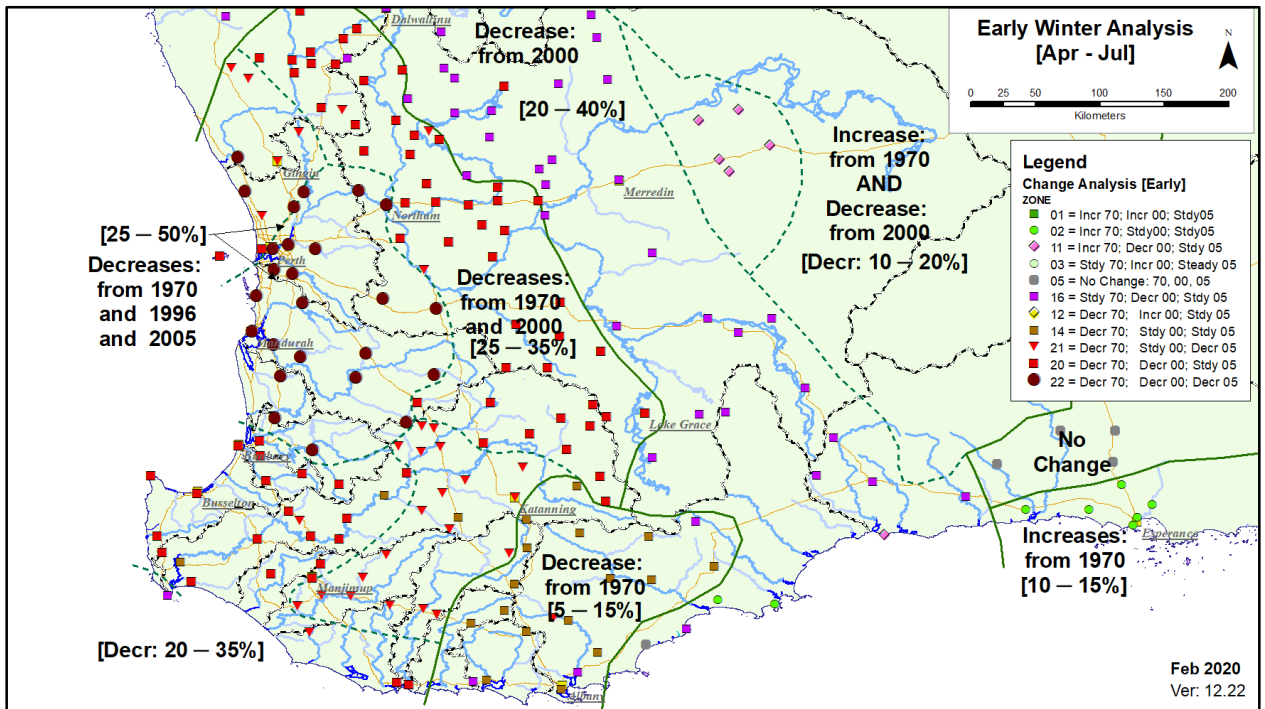 Early Winter Analysis
[Apr - Jul]
N
0 25 50 100 150 200
Kilometers
Dalwallinu
Decrease:
from 2000
[20 – 40%]
Increase:
from 1970
AND
Decrease
from 2000
[Decr: 10 – 20%]
Legend
Change Analysis [Early]
ZONE
01 = Incr 70; Incr 00; Stdy05
02 = Incr 70; Stdy00; Stdy05
11 = Incr 70; Decr 00; Stdy 05
03 = Stdy 70; Incr 00; Steady 05
05 = No Change: 70, 00, 05
16 = Stdy 70; Decr 00; Stdy 05
12 = Decr 70; Incr 00; Stdy 05
14 = Decr 70; Stdy 00; Stdy 05
21 = Decr 70; Stdy 00; Decr 05
20 = Decr 70; Decr 00; Stdy 05
22 = Decr 70; Decr 00; Decr 05
Gingin
Merredin
Northam
[25 – 50%]
Decreases:
from 1970
and 1996
and 2005
Perth
Decreases:
from 1970
and 2000
[25 – 35%]
Mandurah
Lake Grace
No
Change
Bunbury
Busselton
Katanning
Esperance
Increases:
from 1970
[10 – 15%]
Decrease:
from 1970
[5 – 15%]
Manjimup
[Decr: 20 – 35%]
Albany
Feb 2020
Ver: 12.22